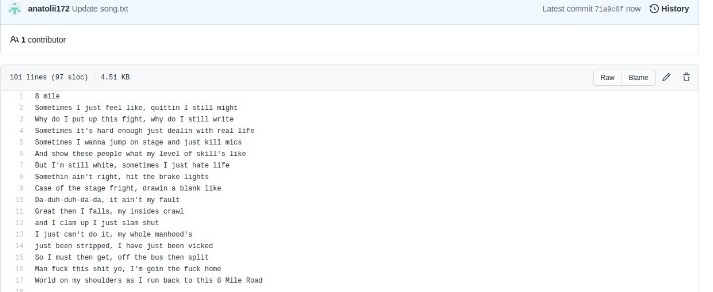 anatolii172 Update song.txt Latest commit 71a9c0f now History
1 contributor
101 lines (97 sloc) 4.51 KB Raw Blame
1 8 mile
2 Sometimes I just feel like, quittin I still might
3 Why do I put up this fight, why do I still write
4 Sometimes it's hard enough just dealin with real life
5 Sometimes I wanna jump on stage and just kill mics
6 And show these people what my level of skill's like
7 But I'm still white, sometimes I just hate life
8 Somethin ain't right, hit the brake lights
9 Case of the stage fright, drawin a blank like
10 Da-duh-duh-da-da, it ain't my fault
11 Great then I falls, my insides crawl
12 and I clam up I just slam shut
13 I just can't do it, my whole manhood's
14 just been stripped, I have just been vicked
15 So I must then get, off the bus then split
16 Man fuck this shit yo, I'm goin the fuck home
17 World on my shoulders as I run back to this 8 Mile Road
18